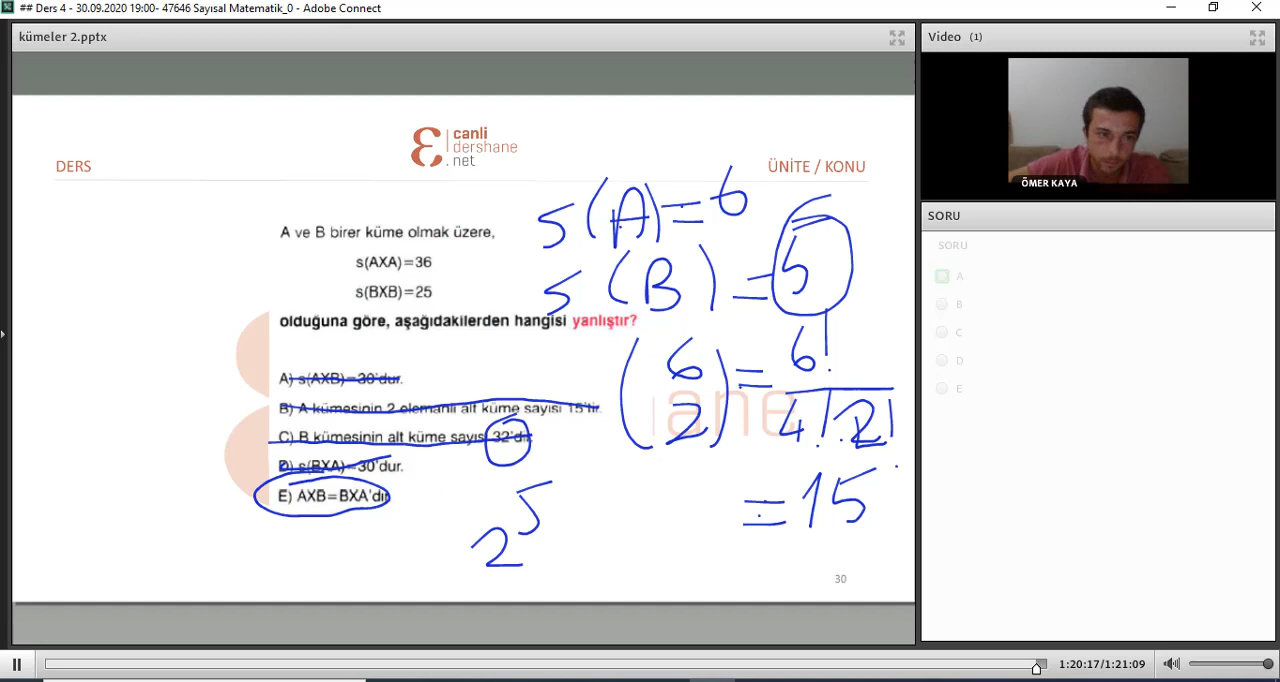 ## Ders 4 - 30.09.2020 19:00- 47646 Sayısal Matematik_0 - Adobe Connect
kümeler 2.pptx
Video (1)
canli
dershane
.net
DERS
ÜNİTE / KONU
ÖMER KAYA
SORU
SORU
A
B
C
D
E
A ve B birer küme olmak üzere,
s(AXA)=36
s(BXB)=25
olduğuna göre, aşağıdakilerden hangisi yanlıştır?
A) s(AXB)=30'dur.
B) A kümesinin 2 elemanlı alt küme sayısı 15'tir.
C) B kümesinin alt küme sayısı 32'dir
D) s(BXA)=30'dur.
E) AXB=BXA'dır
s(A)=6
s(B)=5
(6 2) = 6! / 4! . 2!
= 15
2^5
ane
30
1:20:17/1:21:09